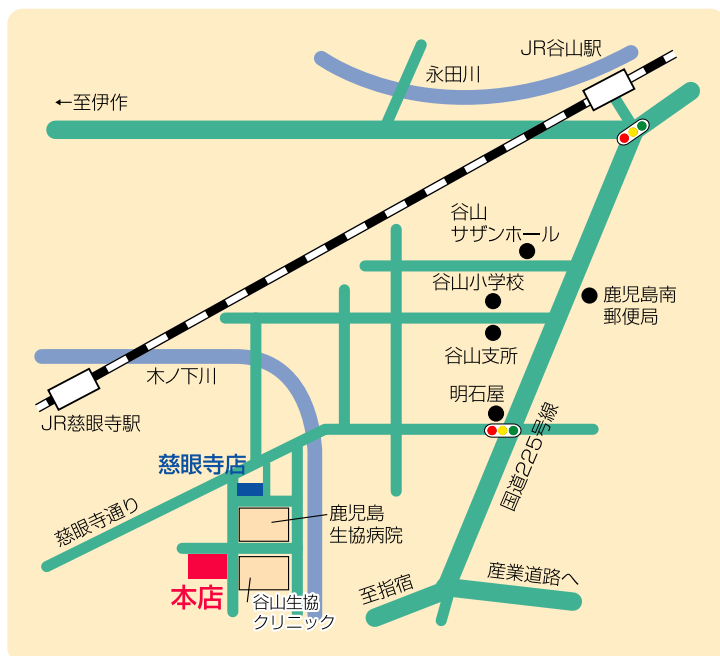 JR谷山駅
永田川
←至伊作
谷山
サザンホール
谷山小学校
鹿児島南
郵便局
谷山支所
木ノ下川
明石屋
JR慈眼寺駅
国道225号線
慈眼寺店
慈眼寺通り
鹿児島
生協病院
産業道路へ
至指宿
本店
谷山生協
クリニック